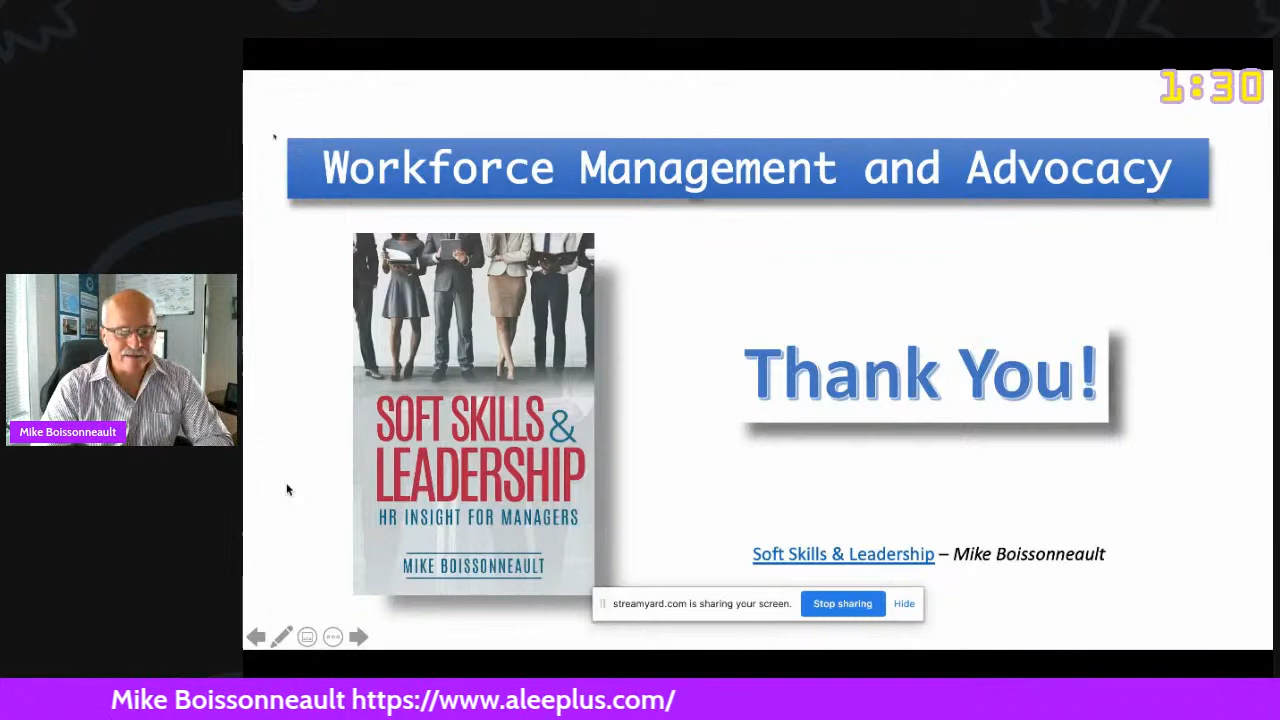 1:30
Workforce Management and Advocacy
SOFT SKILLS &
LEADERSHIP
HR INSIGHT FOR MANAGERS
MIKE BOISSONNEAULT
Thank You!
Soft Skills & Leadership – Mike Boissonneault
streamyard.com is sharing your screen. Stop sharing Hide
Mike Boissonneault
Mike Boissonneault https://www.aleeplus.com/